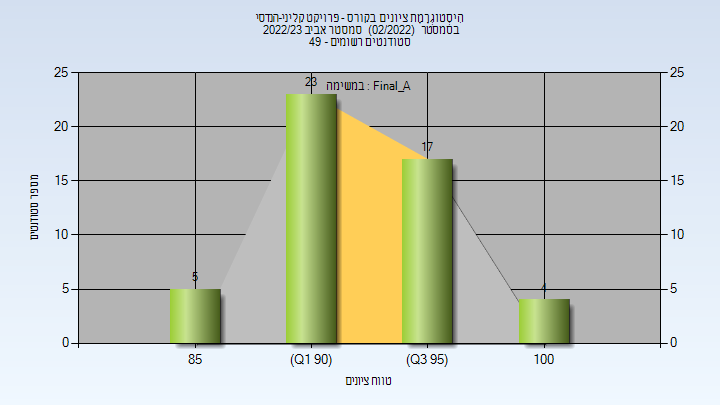 היסטוגרמת ציונים בקורס - פרויקט קליני-הנדסי
בסמסטר (02/2022) סמסטר אביב 2022/23
סטודנטים רשומים - 49
במשימה : Final_A
25 25
20 20
15 15
10 10
5 5
0 0
5
23
17
4
85 (Q1 90) (Q3 95) 100
מספר סטודנטים
טווח ציונים